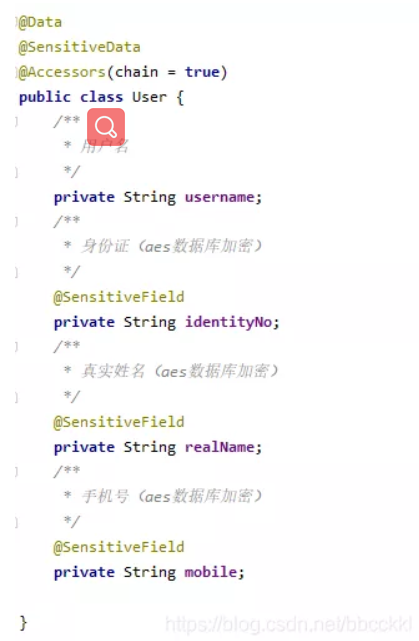 @Data
@SensitiveData
@Accessors(chain = true)
public class User {
/**
* 用户名
*/
private String username;
/**
* 身份证（aes数据库加密）
*/
@SensitiveField
private String identityNo;
/**
* 真实姓名（aes数据库加密）
*/
@SensitiveField
private String realName;
/**
* 手机号（aes数据库加密）
*/
@SensitiveField
private String mobile;
}
https://blog.csdn.net/bbcckkl